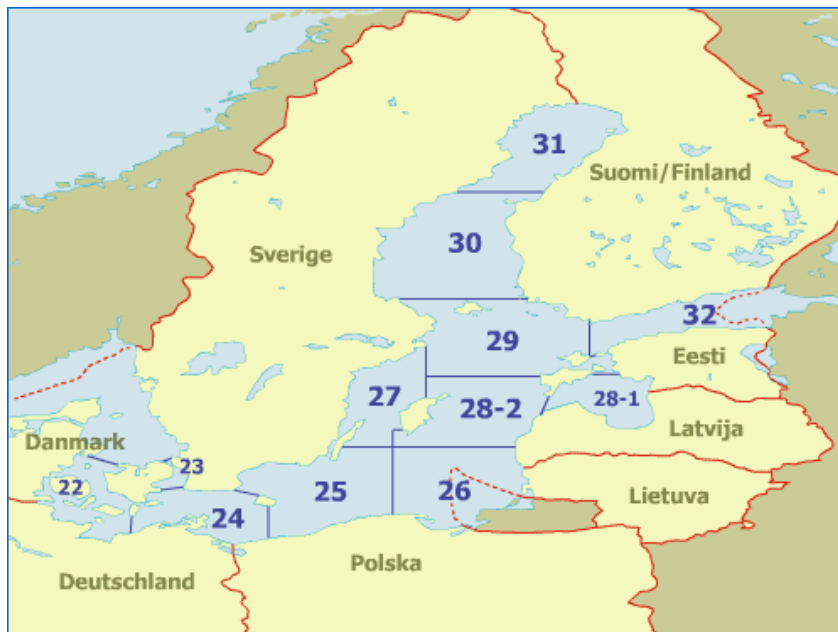 31
Suomi/Finland
30
Sverige
32
29
Eesti
27
28-2
28-1
Latvija
Danmark
23
22
25
26
Lietuva
24
Polska
Deutschland